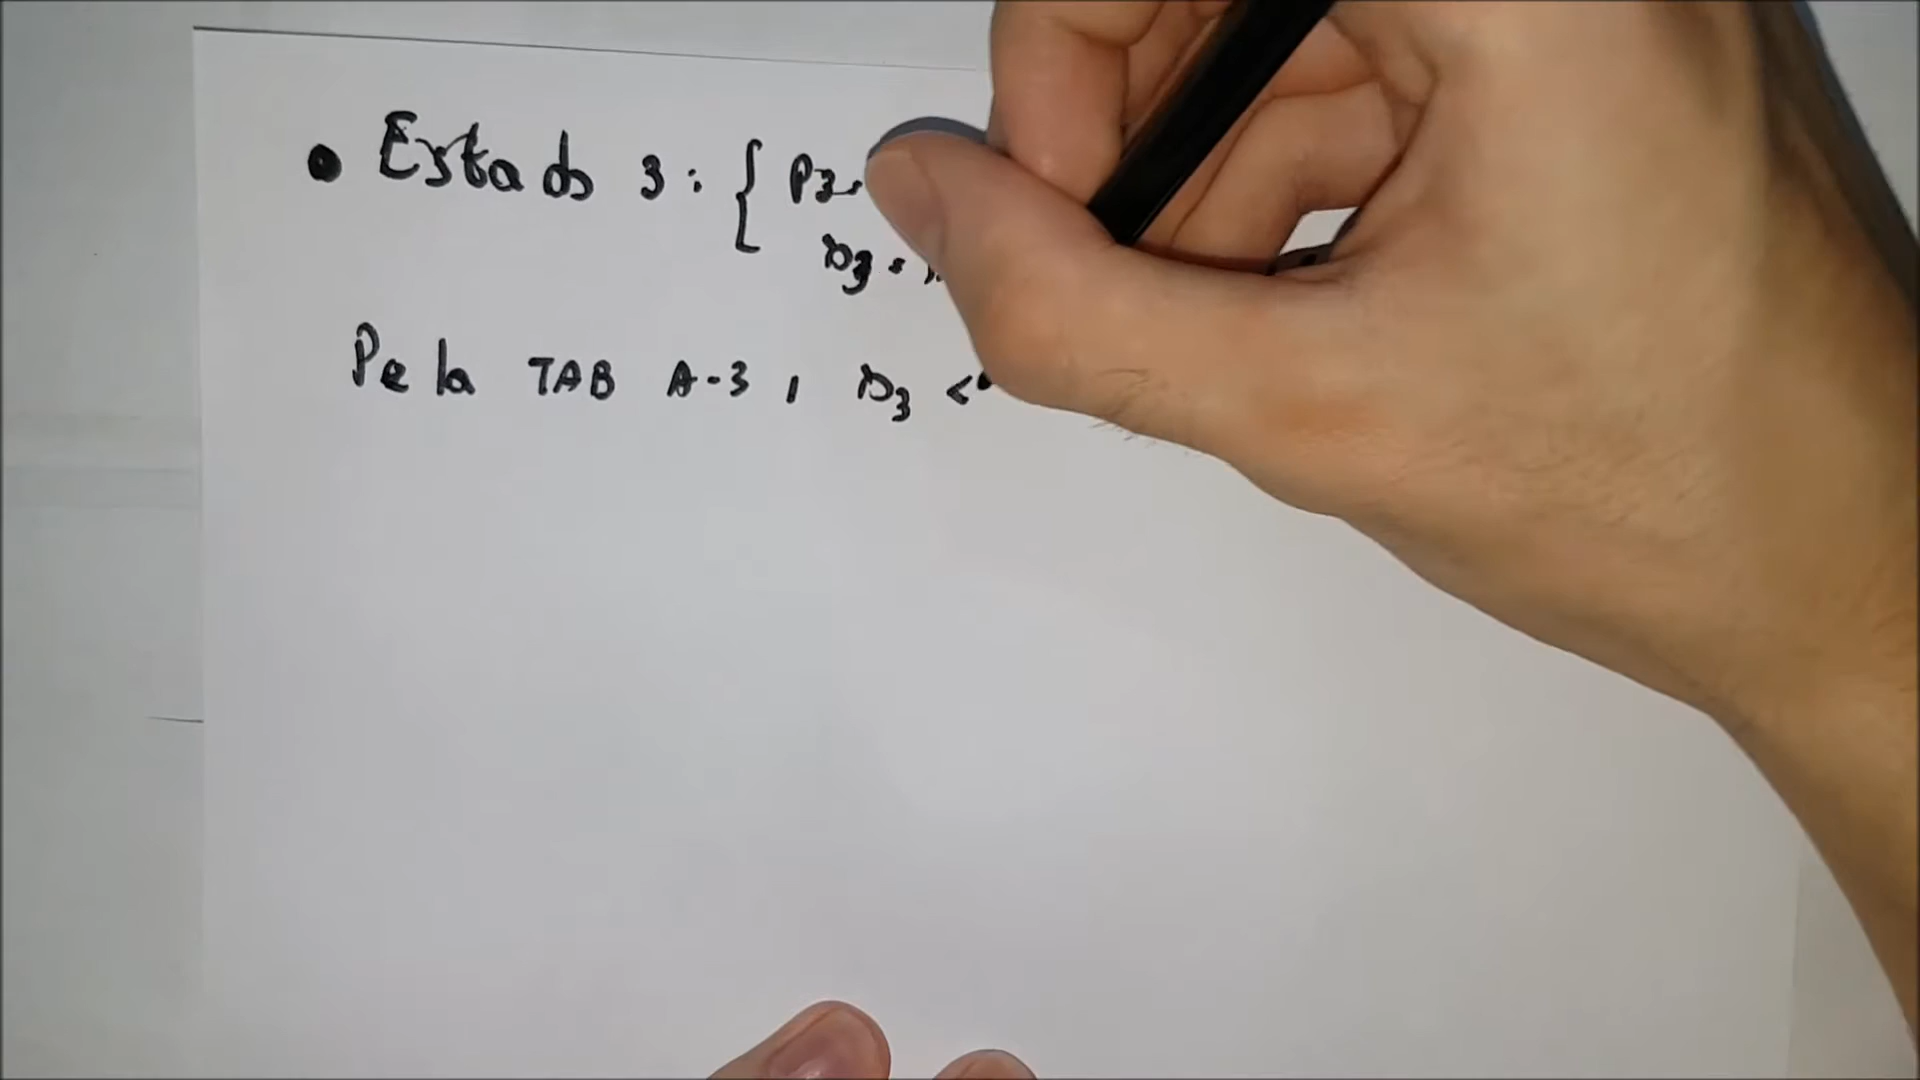 • Estado 3: { P3.
s3 =
Pela TAB A-3, s3 <